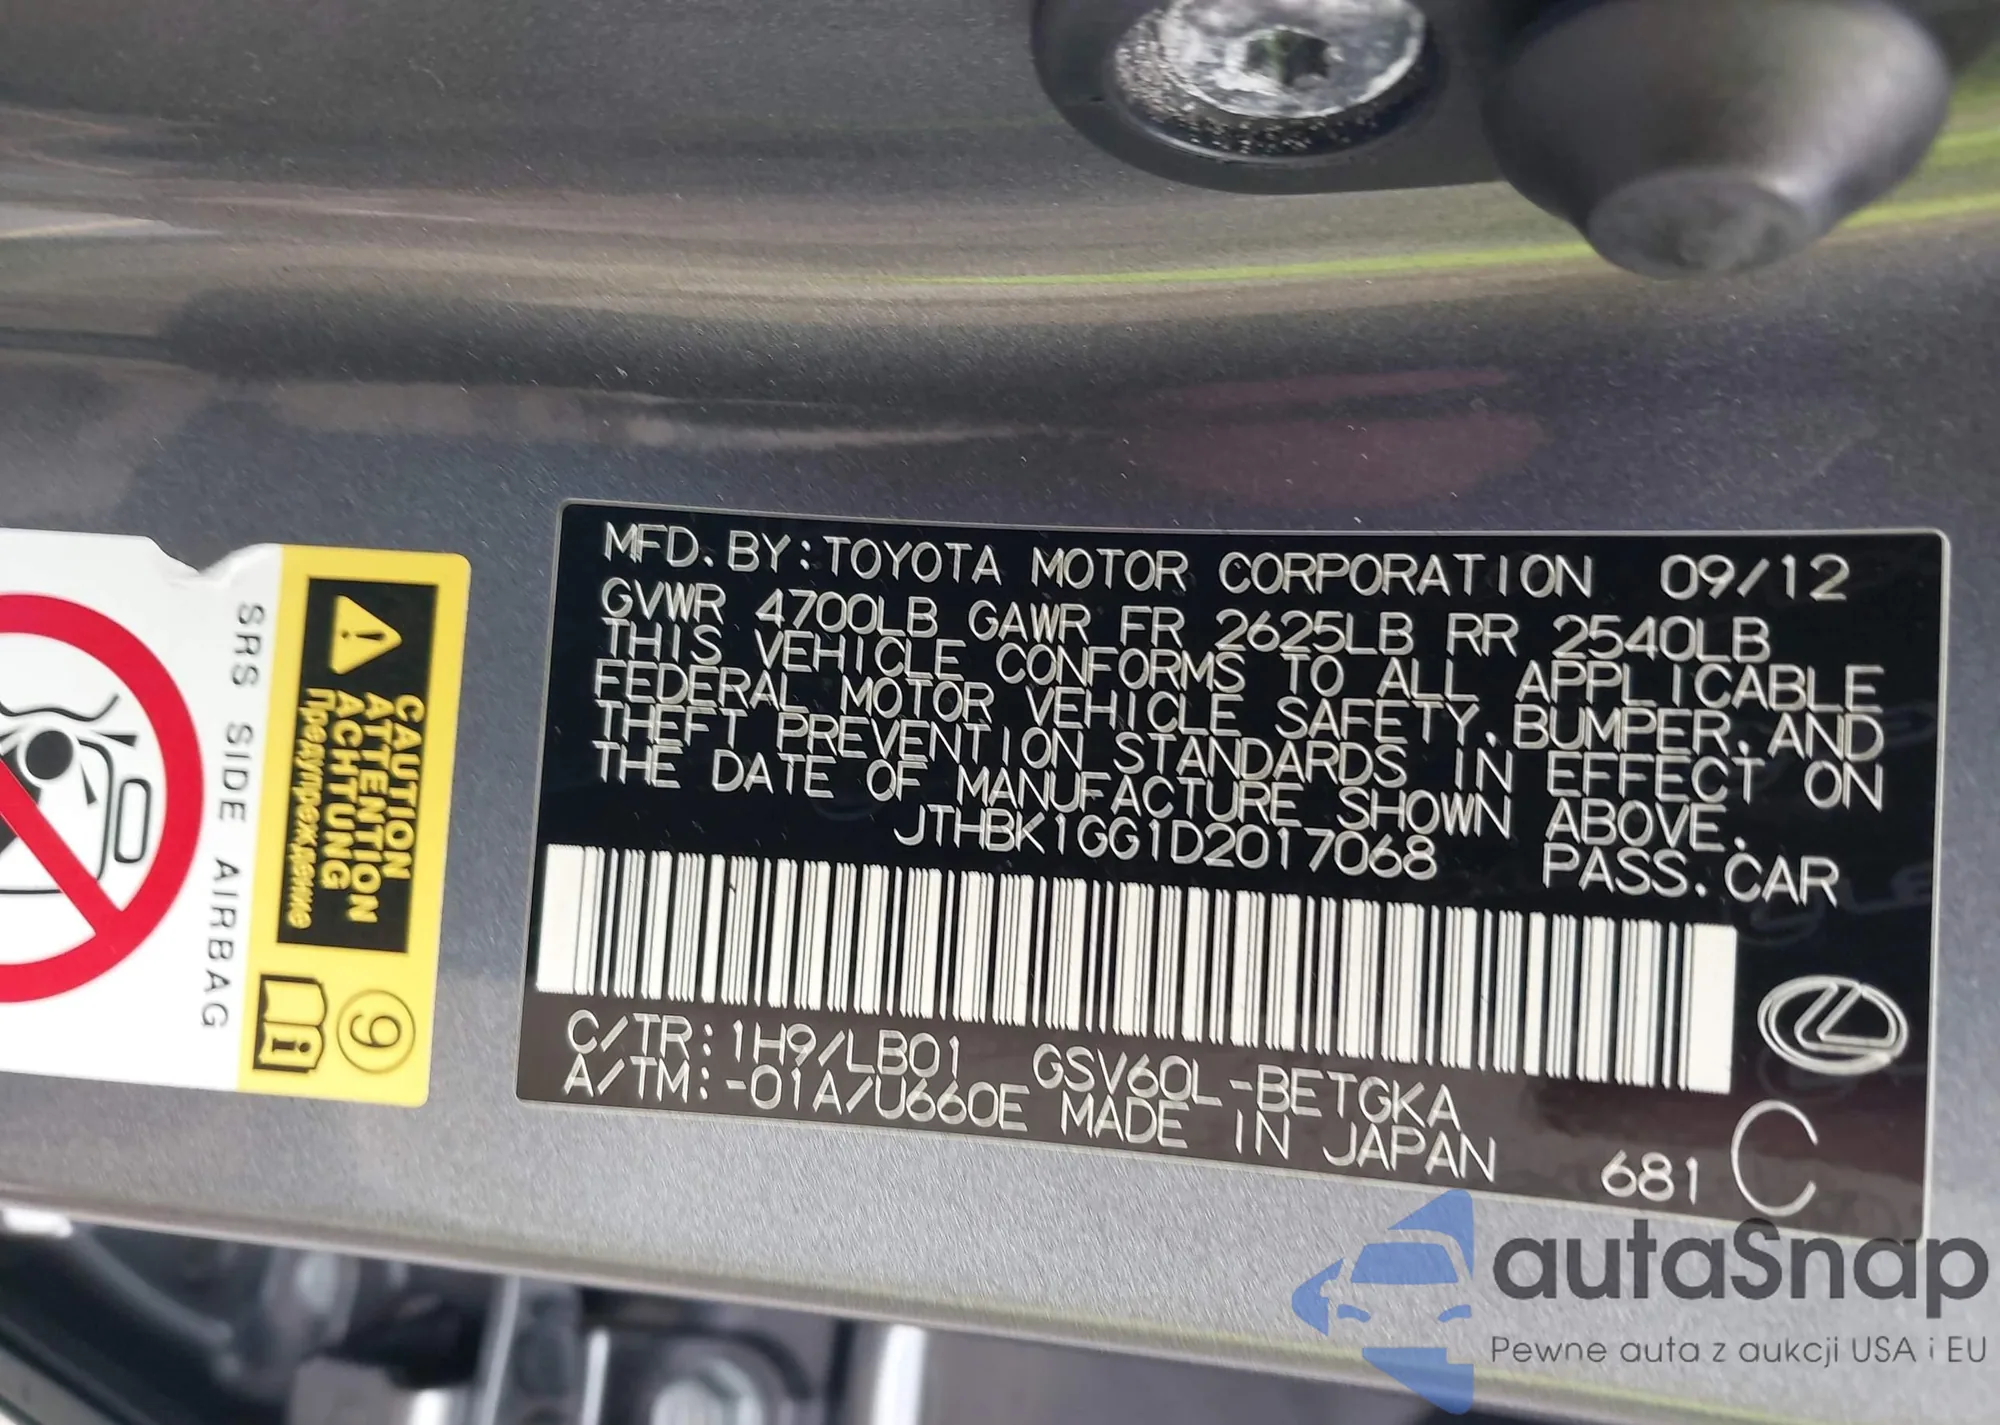 MFD. BY:TOYOTA MOTOR CORPORATION 09/12
GVWR 4700LB GAWR FR 2625LB RR 2540LB
THIS VEHICLE CONFORMS TO ALL APPLICABLE
FEDERAL MOTOR VEHICLE SAFETY, BUMPER, AND
THEFT PREVENTION STANDARDS IN EFFECT ON
THE DATE OF MANUFACTURE SHOWN ABOVE.
JTHBK1GG1D2017068 PASS. CAR
C/TR:1H9/LB01 GSV60L-BETGKA
A/TM:-01A/U660E MADE IN JAPAN 681 C
CAUTION
ATTENTION
ACHTUNG
Предупреждение
SRS SIDE AIRBAG
9
autaSnap
Pewne auta z aukcji USA i EU